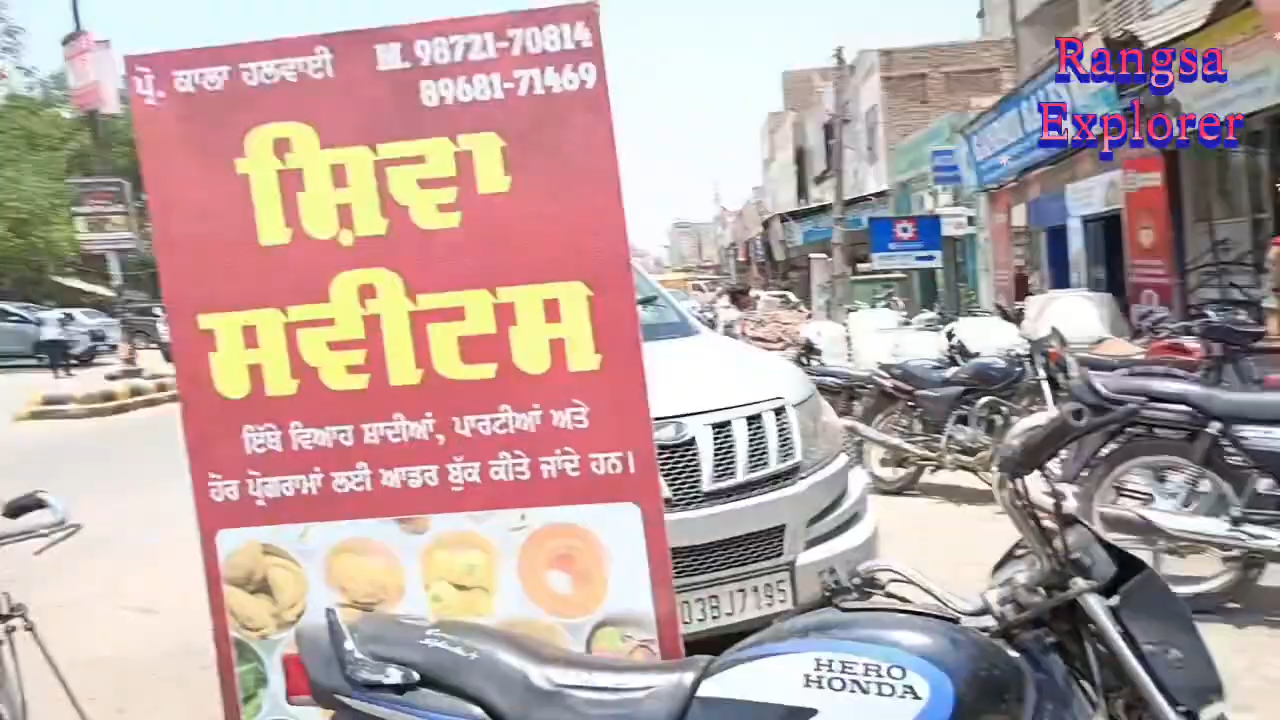 ਪ੍ਰੋ. ਕਾਲਾ ਹਲਵਾਈ
M. 98721-70814
89681-71469
ਸ਼ਿਵਾ
ਸਵੀਟਸ
ਇੱਥੇ ਵਿਆਹ ਸ਼ਾਦੀਆਂ, ਪਾਰਟੀਆਂ ਅਤੇ
ਹੋਰ ਪ੍ਰੋਗਰਾਮਾਂ ਲਈ ਆਡਰ ਬੁੱਕ ਕੀਤੇ ਜਾਂਦੇ ਹਨ।
Rangsa
Explorer
03BJ7195
HERO
HONDA